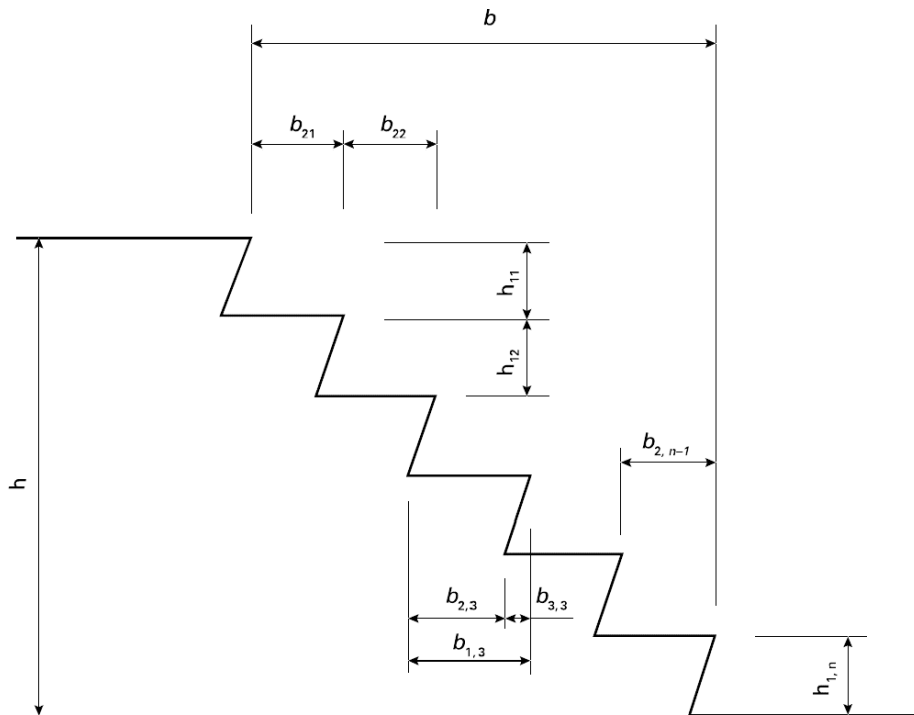 b
b₂₁ b₂₂
h₁₁
h₁₂
b₂, ₙ₋₁
h
b₂,₃ b₃,₃
b₁,₃
h₁, ₙ